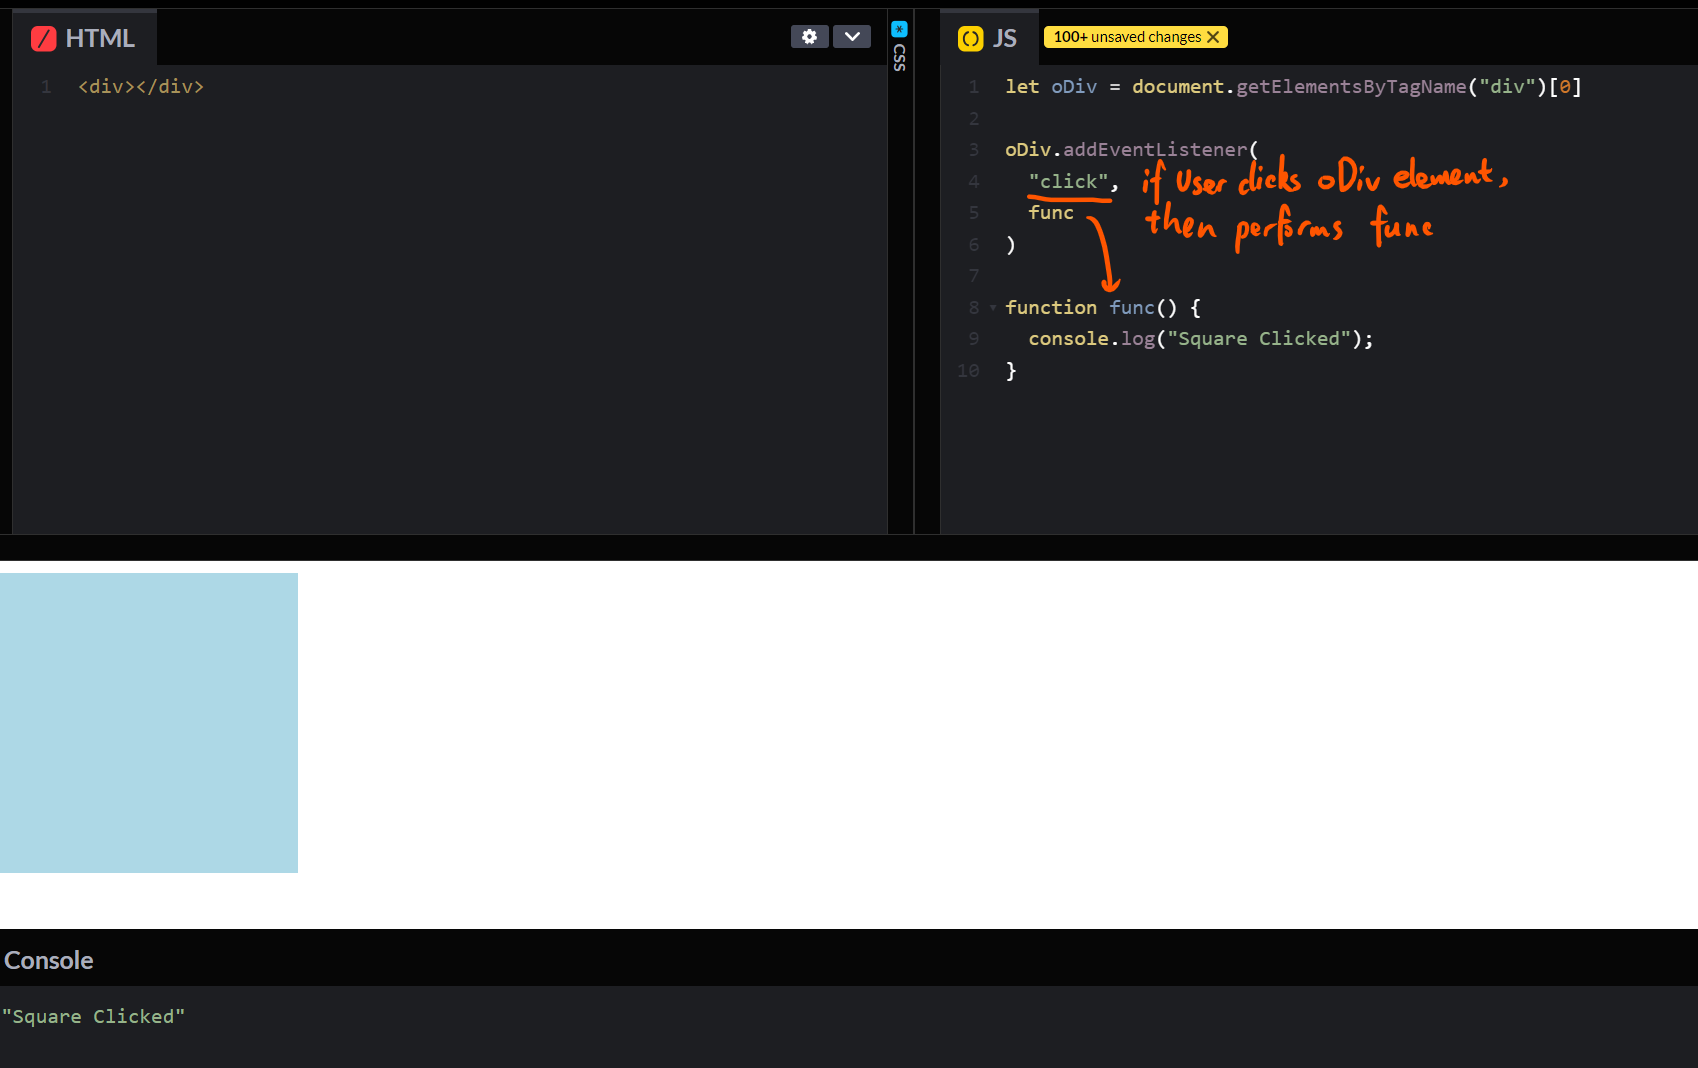 HTML
CSS
JS
100+ unsaved changes
1 <div></div>
1 let oDiv = document.getElementsByTagName("div")[0]
2
3 oDiv.addEventListener(
4 "click", if User clicks oDiv element,
5 func then performs func
6 )
7
8 function func() {
9 console.log("Square Clicked");
10 }
Console
"Square Clicked"